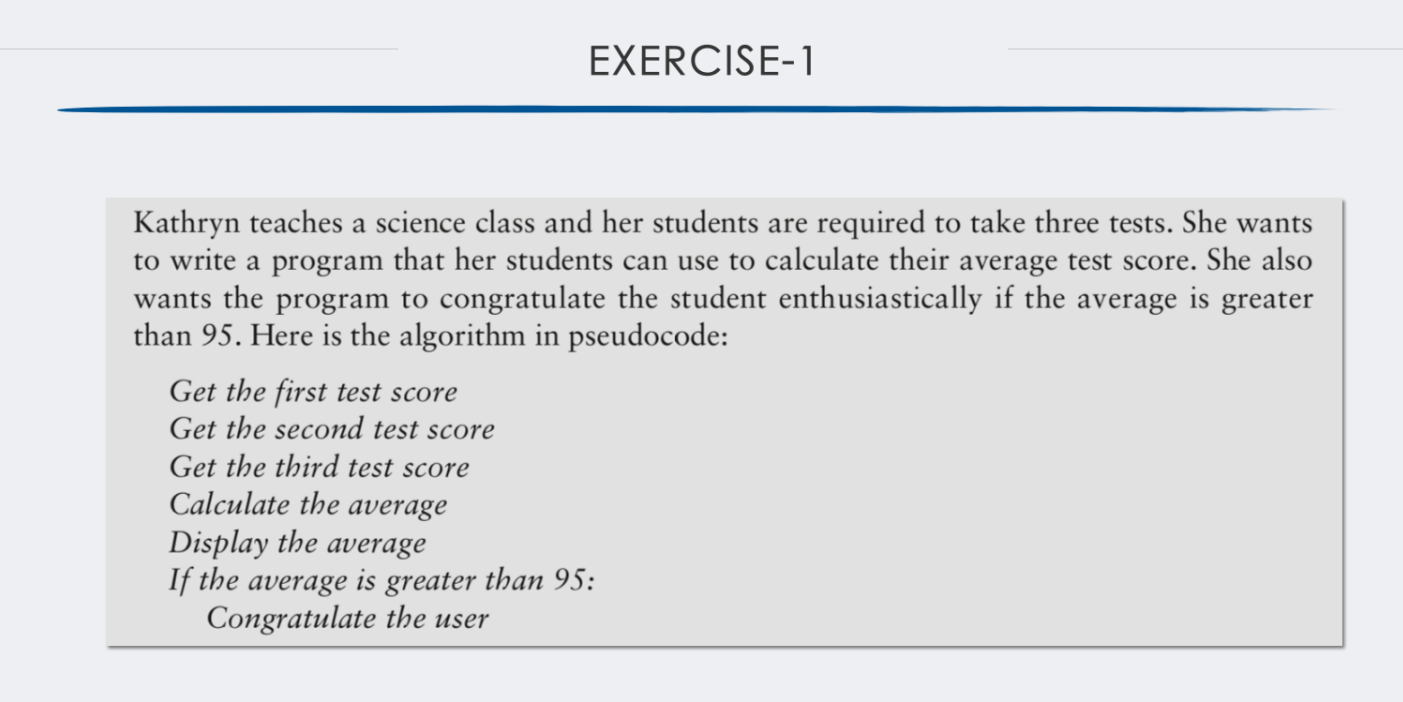 EXERCISE-1
Kathryn teaches a science class and her students are required to take three tests. She wants
to write a program that her students can use to calculate their average test score. She also
wants the program to congratulate the student enthusiastically if the average is greater
than 95. Here is the algorithm in pseudocode:
Get the first test score
Get the second test score
Get the third test score
Calculate the average
Display the average
If the average is greater than 95:
Congratulate the user